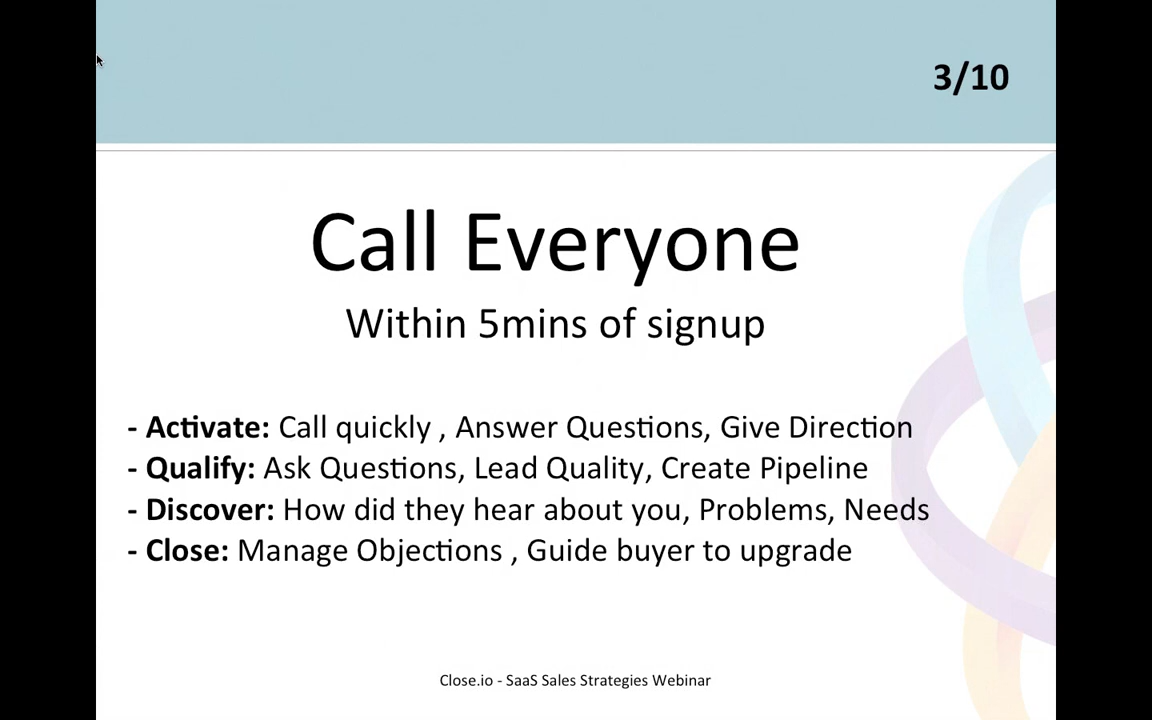 3/10
Call Everyone
Within 5mins of signup
- Activate: Call quickly , Answer Questions, Give Direction
- Qualify: Ask Questions, Lead Quality, Create Pipeline
- Discover: How did they hear about you, Problems, Needs
- Close: Manage Objections , Guide buyer to upgrade
Close.io - SaaS Sales Strategies Webinar